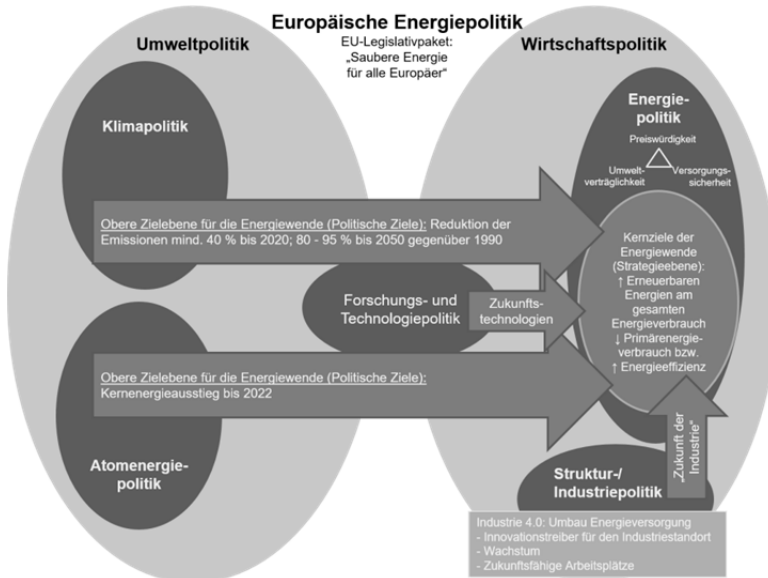 Europäische Energiepolitik
EU-Legislativpaket:
„Saubere Energie
für alle Europäer“
Umweltpolitik
Wirtschaftspolitik
Klimapolitik
Energie-
politik
Preiswürdigkeit
Umwelt-
verträglichkeit
Versorgungs-
sicherheit
Obere Zielebene für die Energiewende (Politische Ziele): Reduktion der
Emissionen mind. 40 % bis 2020; 80 - 95 % bis 2050 gegenüber 1990
Kernziele der
Energiewende
(Strategieebene):
↑ Erneuerbaren
Energien am
gesamten
Energieverbrauch
↓ Primärenergie-
verbrauch bzw.
↑ Energieeffizienz
Forschungs- und
Technologiepolitik
Zukunfts-
technologien
Obere Zielebene für die Energiewende (Politische Ziele):
Kernenergieausstieg bis 2022
Atomenergie-
politik
„Zukunft der
Industrie“
Struktur-/
Industriepolitik
Industrie 4.0: Umbau Energieversorgung
- Innovationstreiber für den Industriestandort
- Wachstum
- Zukunftsfähige Arbeitsplätze